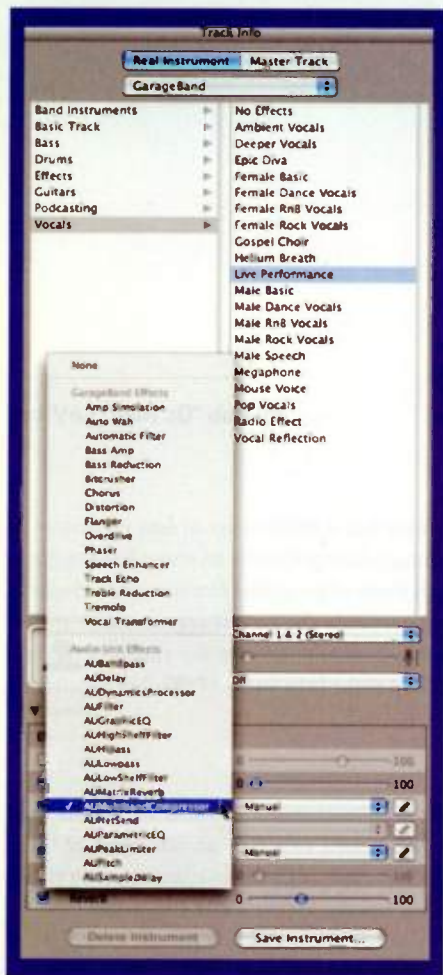 Track Info
Real Instrument Master Track
GarageBand
Band Instruments
Basic Track
Bass
Drums
Effects
Guitars
Podcasting
Vocals
No Effects
Ambient Vocals
Deeper Vocals
Epic Diva
Female Basic
Female Dance Vocals
Female RnB Vocals
Female Rock Vocals
Gospel Choir
Helium Breath
Live Performance
Male Basic
Male Dance Vocals
Male RnB Vocals
Male Rock Vocals
Male Speech
Megaphone
Mouse Voice
Pop Vocals
Radio Effect
Vocal Reflection
None
GarageBand Effects
Amp Simulation
Auto Wah
Automatic Filter
Bass Amp
Bass Reduction
Bitcrusher
Chorus
Distortion
Flanger
Overdrive
Phaser
Speech Enhancer
Track Echo
Treble Reduction
Tremolo
Vocal Transformer
Audio Unit Effects
AUBandpass
AUDelay
AUDynamicsProcessor
AUFilter
AUGraphicEQ
AUHighShelfFilter
AUHipass
AULowpass
AULowShelfFilter
AUMatrixReverb
✓ AUMultibandCompressor
AUNetSend
AUParametricEQ
AUPeakLimiter
AUPitch
AUSampleDelay
Channel 1 & 2 (Stereo)
Off
100
0 100
Manual
Manual
100
Reverb 0 100
Delete Instrument Save Instrument...